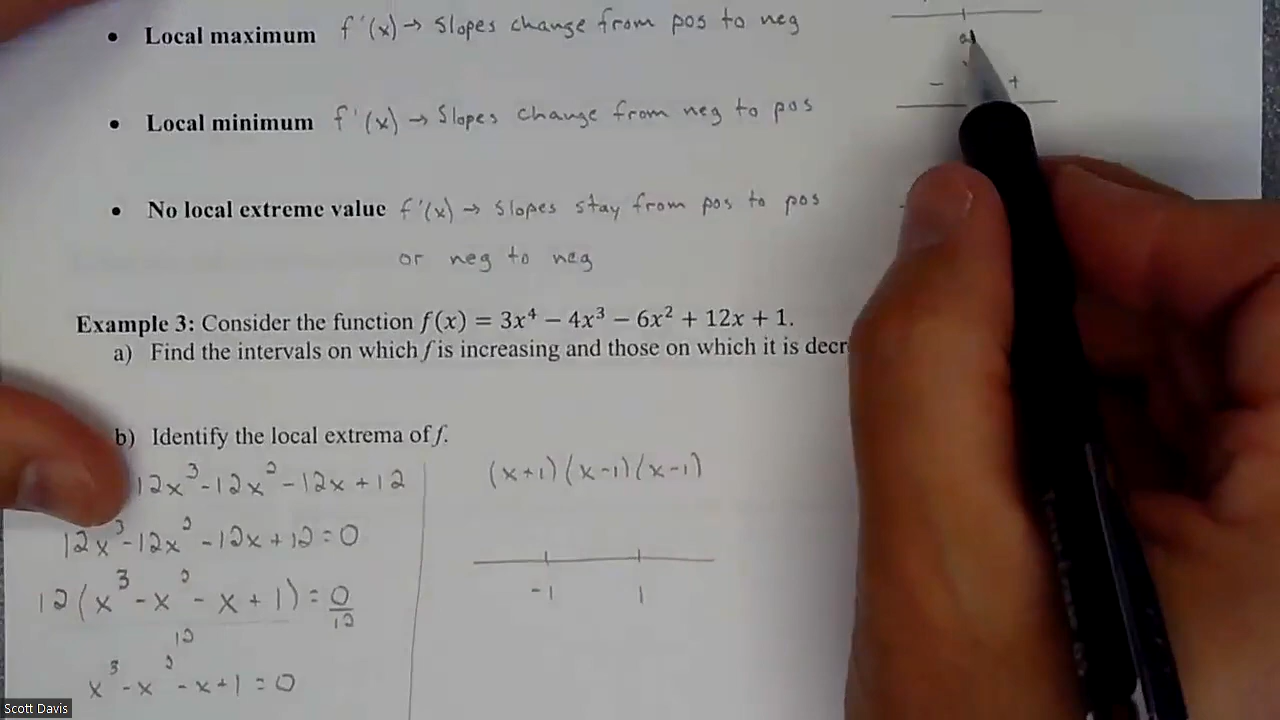 • Local maximum f'(x) → Slopes change from pos to neg
a
- +
• Local minimum f'(x) → Slopes change from neg to pos
• No local extreme value f'(x) → Slopes stay from pos to pos
or neg to neg
Example 3: Consider the function f(x) = 3x⁴ − 4x³ − 6x² + 12x + 1.
a) Find the intervals on which f is increasing and those on which it is decr
b) Identify the local extrema of f.
12x³-12x²-12x+12
12x³-12x²-12x+12=0
12(x³-x²-x+1)=0
12 12
x³-x²-x+1=0
(x+1)(x-1)(x-1)
-1 1
Scott Davis